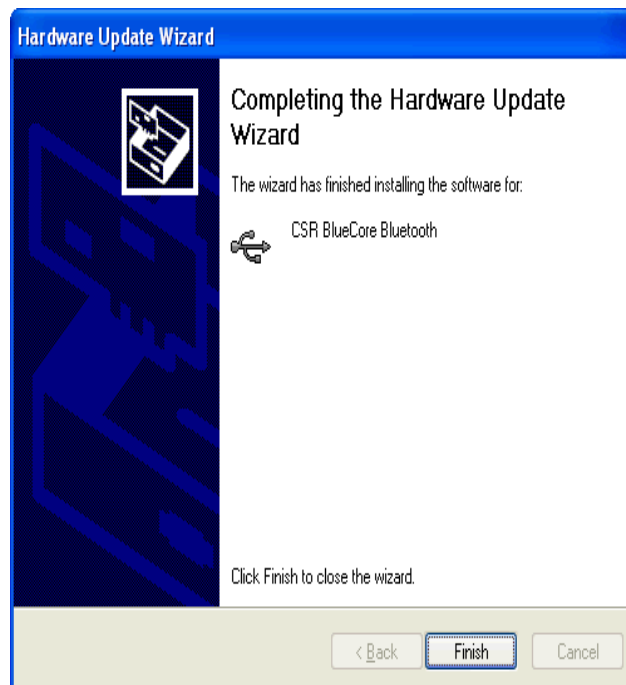 Hardware Update Wizard
Completing the Hardware Update
Wizard
The wizard has finished installing the software for:
CSR BlueCore Bluetooth
Click Finish to close the wizard.
< Back Finish Cancel